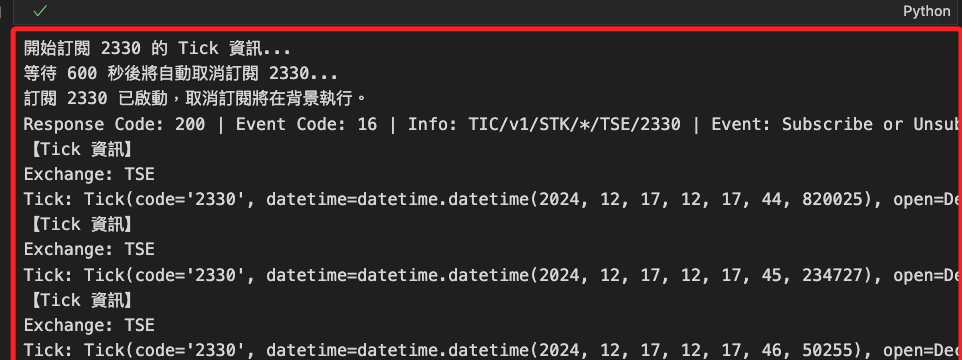 Python
開始訂閱 2330 的 Tick 資訊...
等待 600 秒後將自動取消訂閱 2330...
訂閱 2330 已啟動，取消訂閱將在背景執行。
Response Code: 200 | Event Code: 16 | Info: TIC/v1/STK/*/TSE/2330 | Event: Subscribe or Unsub
【Tick 資訊】
Exchange: TSE
Tick: Tick(code='2330', datetime=datetime.datetime(2024, 12, 17, 12, 17, 44, 820025), open=De
【Tick 資訊】
Exchange: TSE
Tick: Tick(code='2330', datetime=datetime.datetime(2024, 12, 17, 12, 17, 45, 234727), open=De
【Tick 資訊】
Exchange: TSE
Tick: Tick(code='2330', datetime=datetime.datetime(2024, 12, 17, 12, 17, 46, 50255), open=Dec